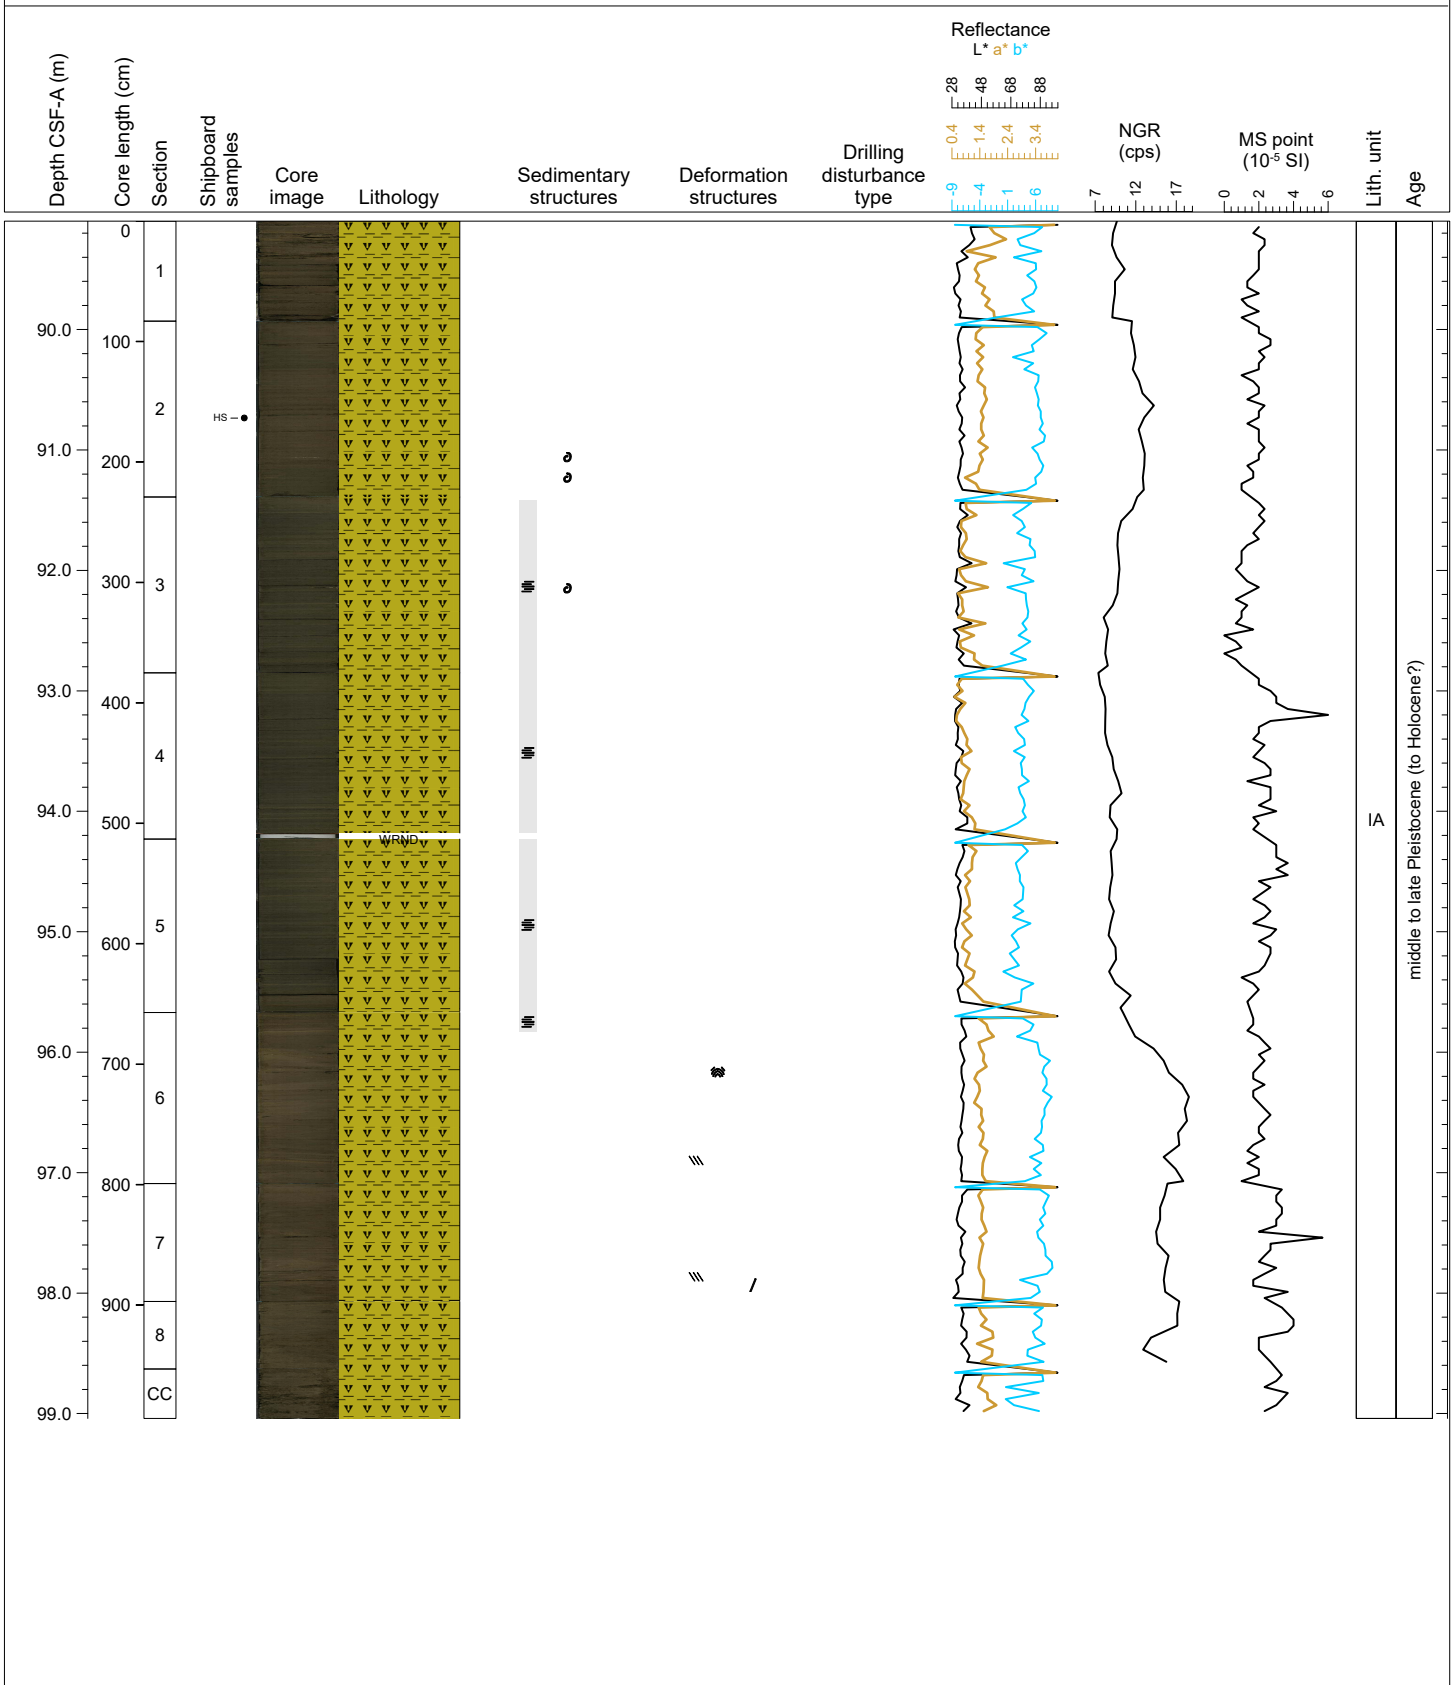 Reflectance
L* a* b*
28 48 68 88
0.4 1.4 2.4 3.4
-9 -4 1 6
Depth CSF-A (m)
Core length (cm)
Section
Shipboard
samples
Core
image
Lithology
Sedimentary
structures
Deformation
structures
Drilling
disturbance
type
NGR
(cps)
7 12 17
MS point
(10-5 SI)
0 2 4 6
Lith. unit
Age
0
1
90.0
100
2
HS
91.0
200
92.0
300
3
93.0
400
4
94.0
500
WRND
IA
middle to late Pleistocene (to Holocene?)
5
95.0
600
96.0
700
6
97.0
800
7
98.0
900
8
CC
99.0